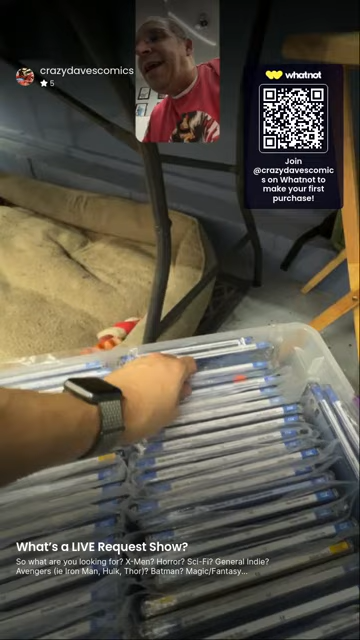 crazydavescomics
★ 5
whatnot
Join
@crazydavescomic
s on Whatnot to
make your first
purchase!
What's a LIVE Request Show?
So what are you looking for? X-Men? Horror? Sci-Fi? General Indie?
Avengers (ie Iron Man, Hulk, Thor)? Batman? Magic/Fantasy...